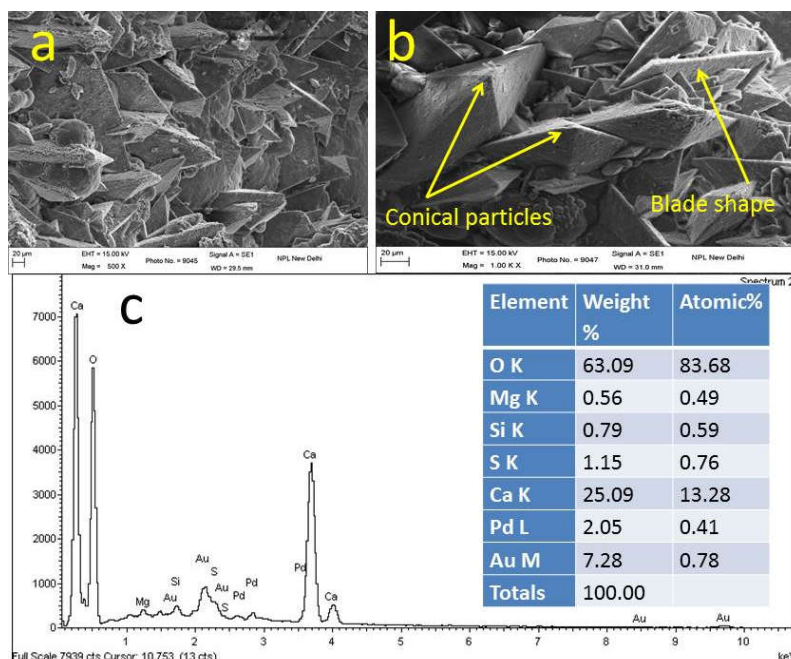 a
20 µm
EHT = 15.00 kV
Mag = 500 X
Photo No. = 9045
Signal A = SE1
WD = 29.5 mm
NPL New Delhi
b
Conical particles
Blade shape
20 µm
EHT = 15.00 kV
Mag = 1.00 K X
Photo No. = 9047
Signal A = SE1
WD = 31.0 mm
NPL New Delhi
c
Spectrum 2
7000
6000
5000
4000
3000
2000
1000
0
Ca
O
Mg
Si
Au
Au
S
Au
S
Pd
Pd
Pd
Ca
Ca
Au
Au
1 2 3 4 5 6 7 8 9 10
keV
Full Scale 7939 cts Cursor: 10.753 (13 cts)
Element Weight % Atomic%
O K 63.09 83.68
Mg K 0.56 0.49
Si K 0.79 0.59
S K 1.15 0.76
Ca K 25.09 13.28
Pd L 2.05 0.41
Au M 7.28 0.78
Totals 100.00